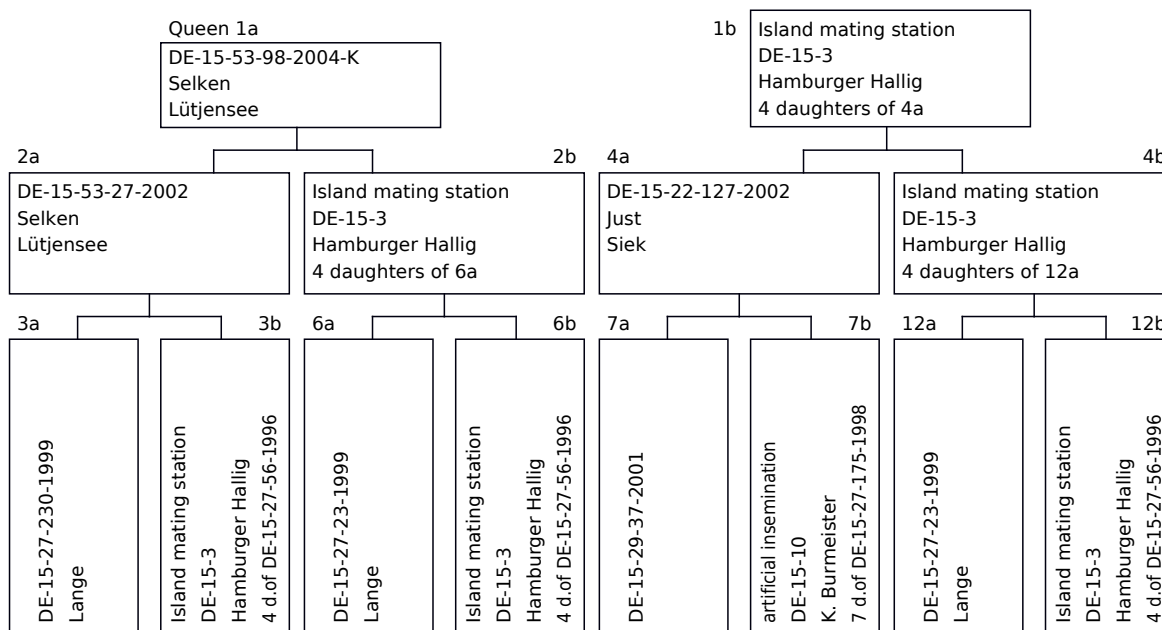 Queen 1a
DE-15-53-98-2004-K
Selken
Lütjensee
1b
Island mating station
DE-15-3
Hamburger Hallig
4 daughters of 4a
2a
DE-15-53-27-2002
Selken
Lütjensee
2b
Island mating station
DE-15-3
Hamburger Hallig
4 daughters of 6a
4a
DE-15-22-127-2002
Just
Siek
4b
Island mating station
DE-15-3
Hamburger Hallig
4 daughters of 12a
3a
DE-15-27-230-1999
Lange
3b
Island mating station
DE-15-3
Hamburger Hallig
4 d.of DE-15-27-56-1996
6a
DE-15-27-23-1999
Lange
6b
Island mating station
DE-15-3
Hamburger Hallig
4 d.of DE-15-27-56-1996
7a
DE-15-29-37-2001
7b
artificial insemination
DE-15-10
K. Burmeister
7 d.of DE-15-27-175-1998
12a
DE-15-27-23-1999
Lange
12b
Island mating station
DE-15-3
Hamburger Hallig
4 d.of DE-15-27-56-1996